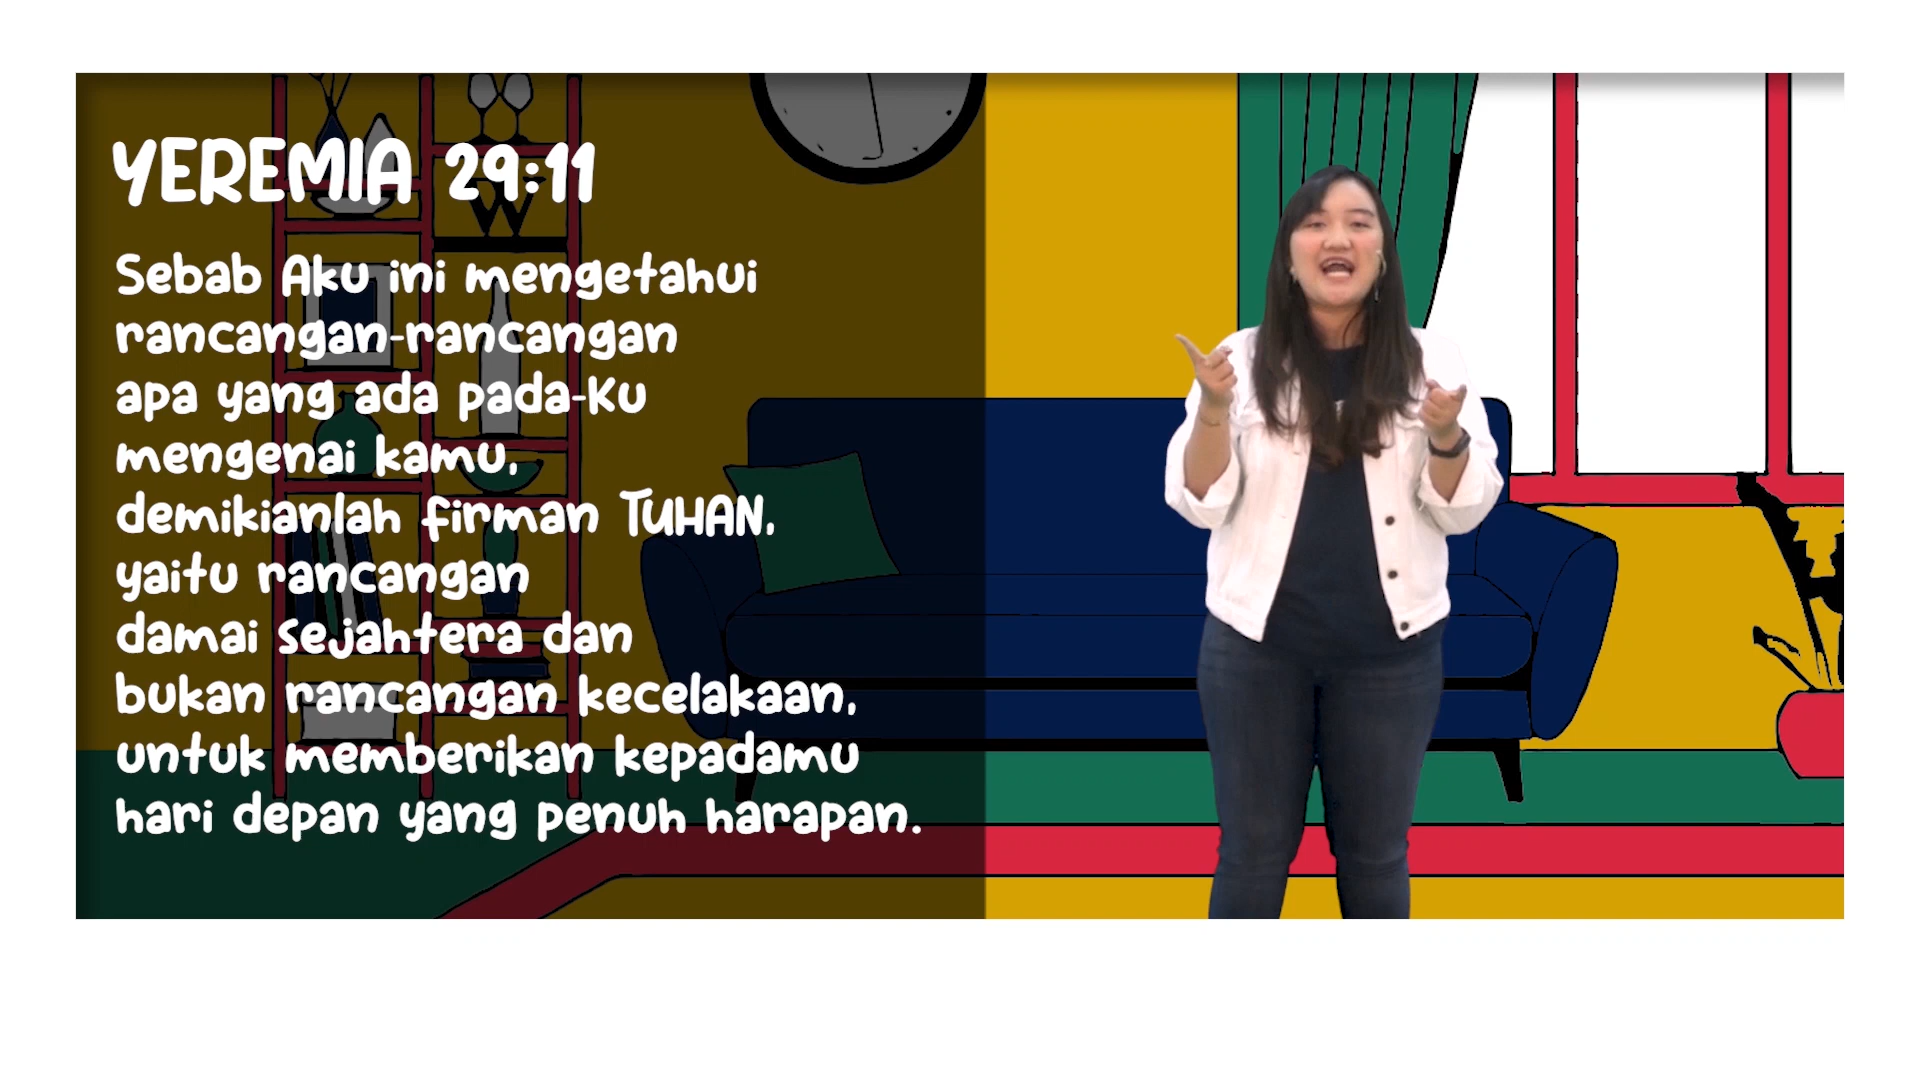 YEREMIA 29:11
Sebab Aku ini mengetahui
rancangan-rancangan
apa yang ada pada-Ku
mengenai kamu,
demikianlah firman TUHAN,
yaitu rancangan
damai sejahtera dan
bukan rancangan kecelakaan,
untuk memberikan kepadamu
hari depan yang penuh harapan.
W